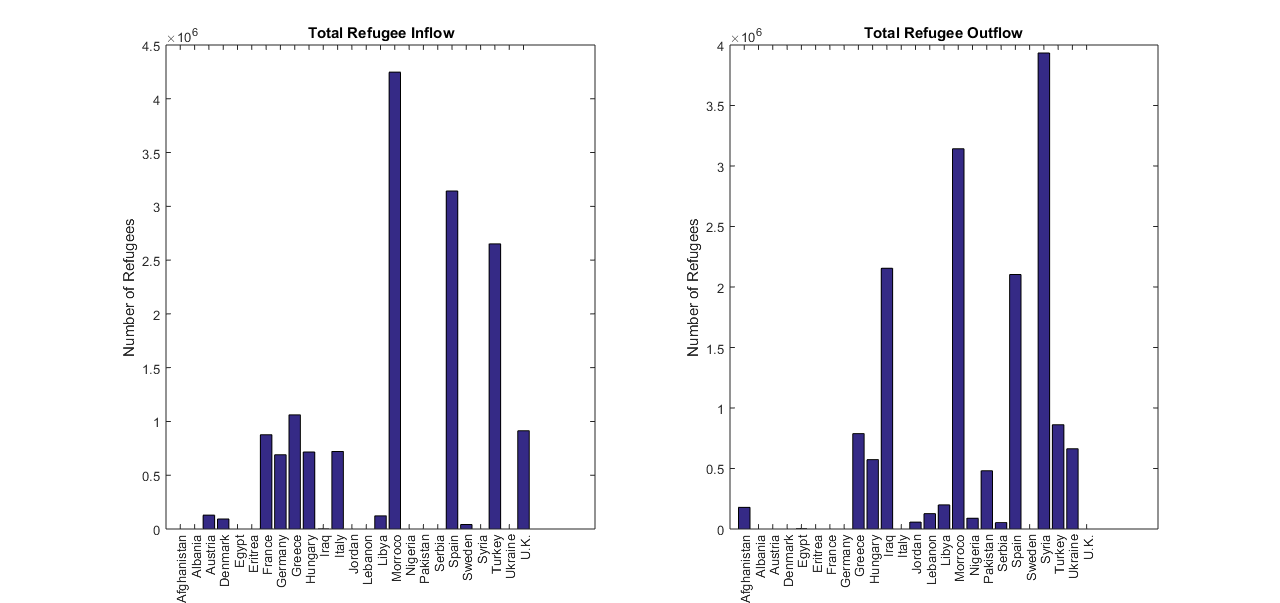 Total Refugee Inflow
×10^6
4.5
4
3.5
3
2.5
2
1.5
1
0.5
0
Number of Refugees
Afghanistan
Albania
Austria
Denmark
Egypt
Eritrea
France
Germany
Greece
Hungary
Iraq
Italy
Jordan
Lebanon
Libya
Morroco
Nigeria
Pakistan
Serbia
Spain
Sweden
Syria
Turkey
Ukraine
U.K.
Total Refugee Outflow
×10^6
4
3.5
3
2.5
2
1.5
1
0.5
0
Number of Refugees
Afghanistan
Albania
Austria
Denmark
Egypt
Eritrea
France
Germany
Greece
Hungary
Iraq
Italy
Jordan
Lebanon
Libya
Morroco
Nigeria
Pakistan
Serbia
Spain
Sweden
Syria
Turkey
Ukraine
U.K.